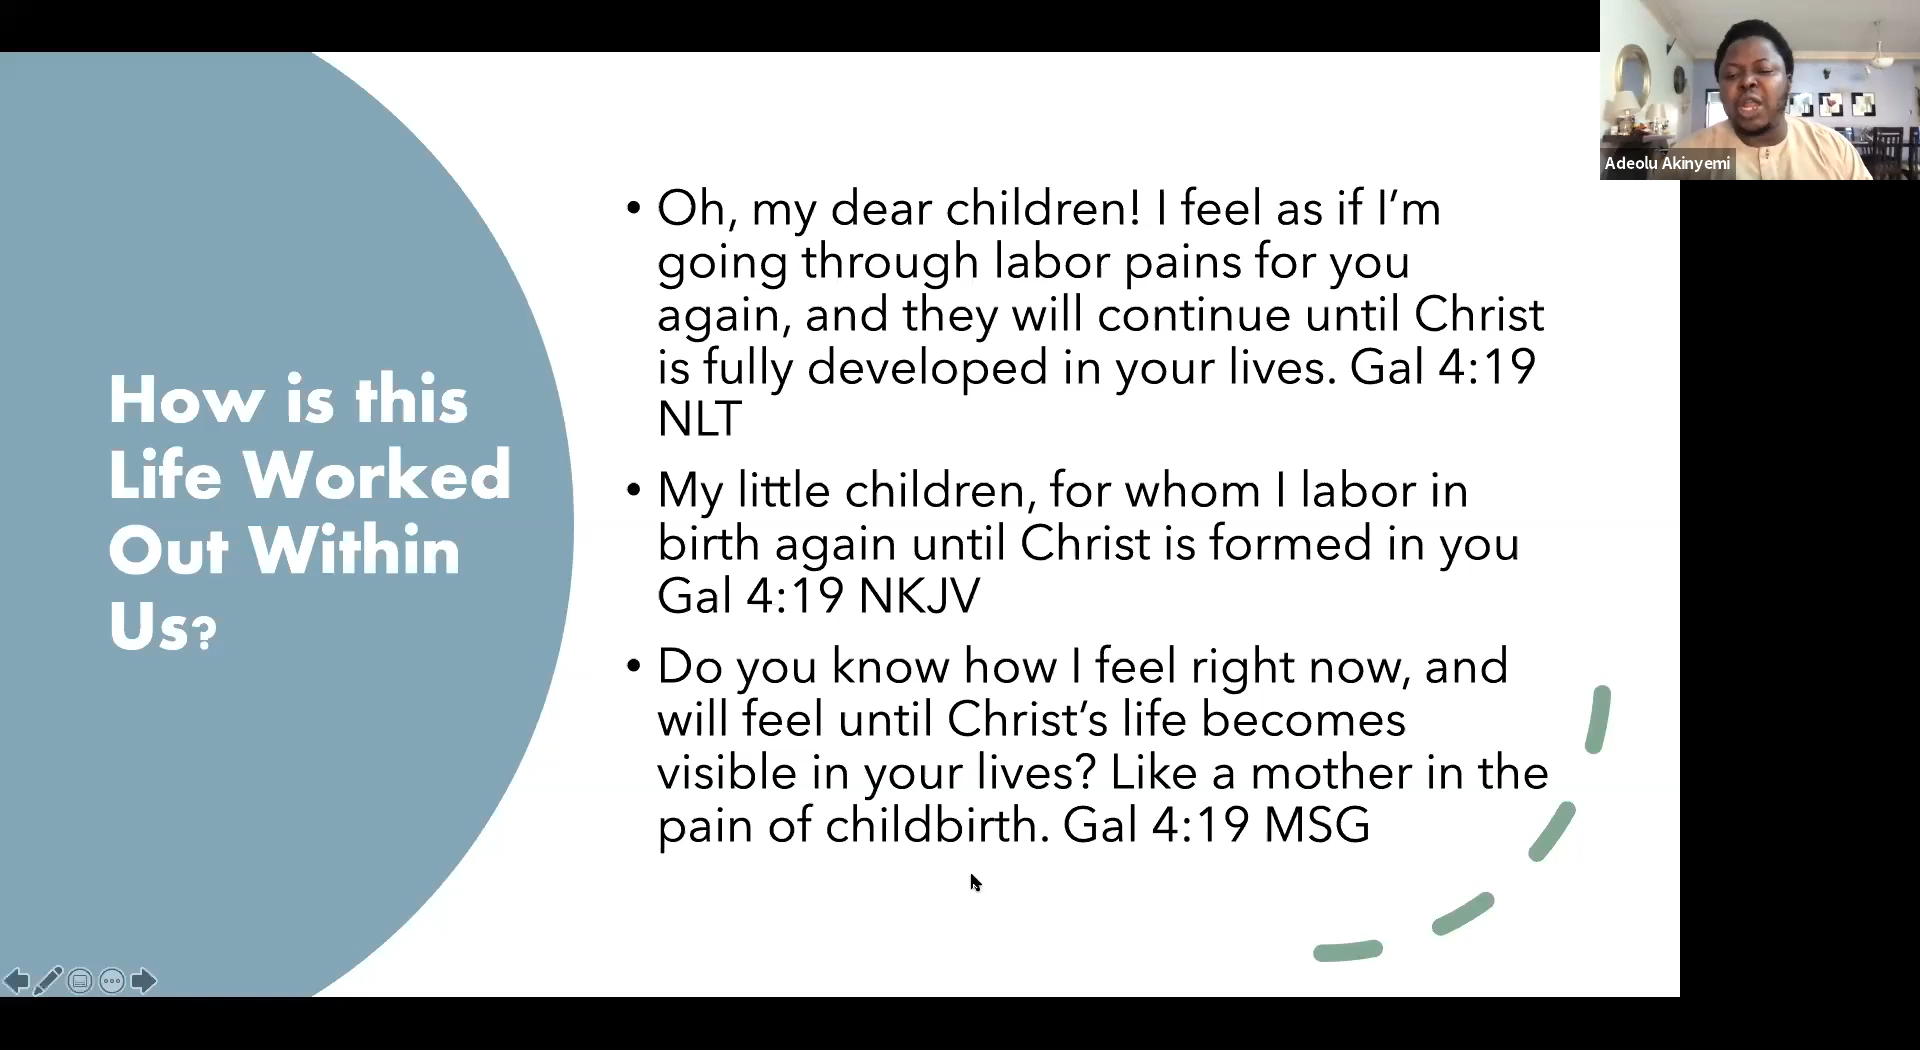 How is this
Life Worked
Out Within
Us?
• Oh, my dear children! I feel as if I’m
going through labor pains for you
again, and they will continue until Christ
is fully developed in your lives. Gal 4:19
NLT
• My little children, for whom I labor in
birth again until Christ is formed in you
Gal 4:19 NKJV
• Do you know how I feel right now, and
will feel until Christ’s life becomes
visible in your lives? Like a mother in the
pain of childbirth. Gal 4:19 MSG
Adeolu Akinyemi